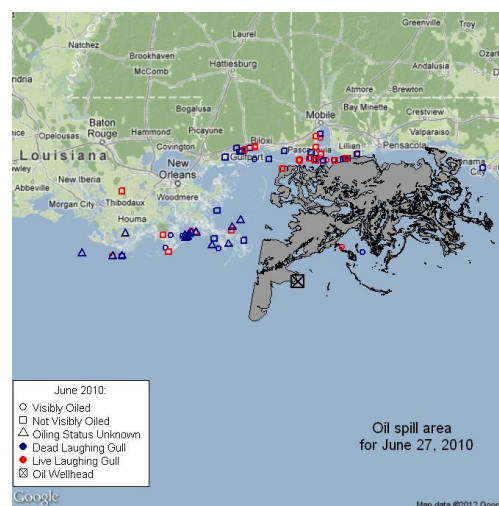 Greenville
Troy
Natchez
Laurel
Brookhaven
Andalusia
McComb
Hattiesburg
Atmore
Brewton
Mobile
Bay Minette
Crestview
Bogalusa
Baton
Rouge
Hammond
Picayune
Opelousas
Covington
Biloxi
Pascagoula
Lillian
Valparaiso
Pensacola
Gulfport
Louisiana
New
Orleans
City
New Iberia
Abbeville
Thibodaux
Woodmere
Morgan City
Houma
June 2010:
Visibly Oiled
Not Visibly Oiled
Oiling Status Unknown
Dead Laughing Gull
Live Laughing Gull
Oil Wellhead
Oil spill area
for June 27, 2010
Google
Map data ©2012 Goog